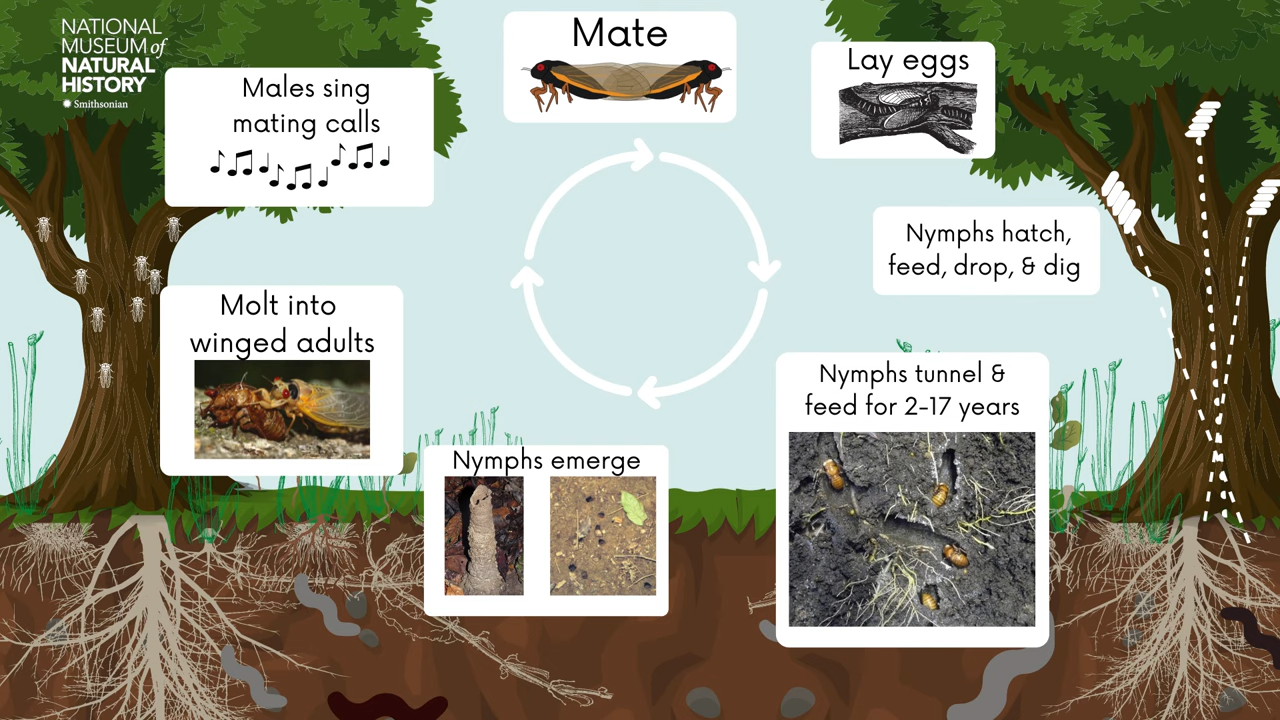 NATIONAL
MUSEUM of
NATURAL
HISTORY
Smithsonian
Mate
Lay eggs
Nymphs hatch,
feed, drop, & dig
Nymphs tunnel &
feed for 2-17 years
Nymphs emerge
Molt into
winged adults
Males sing
mating calls